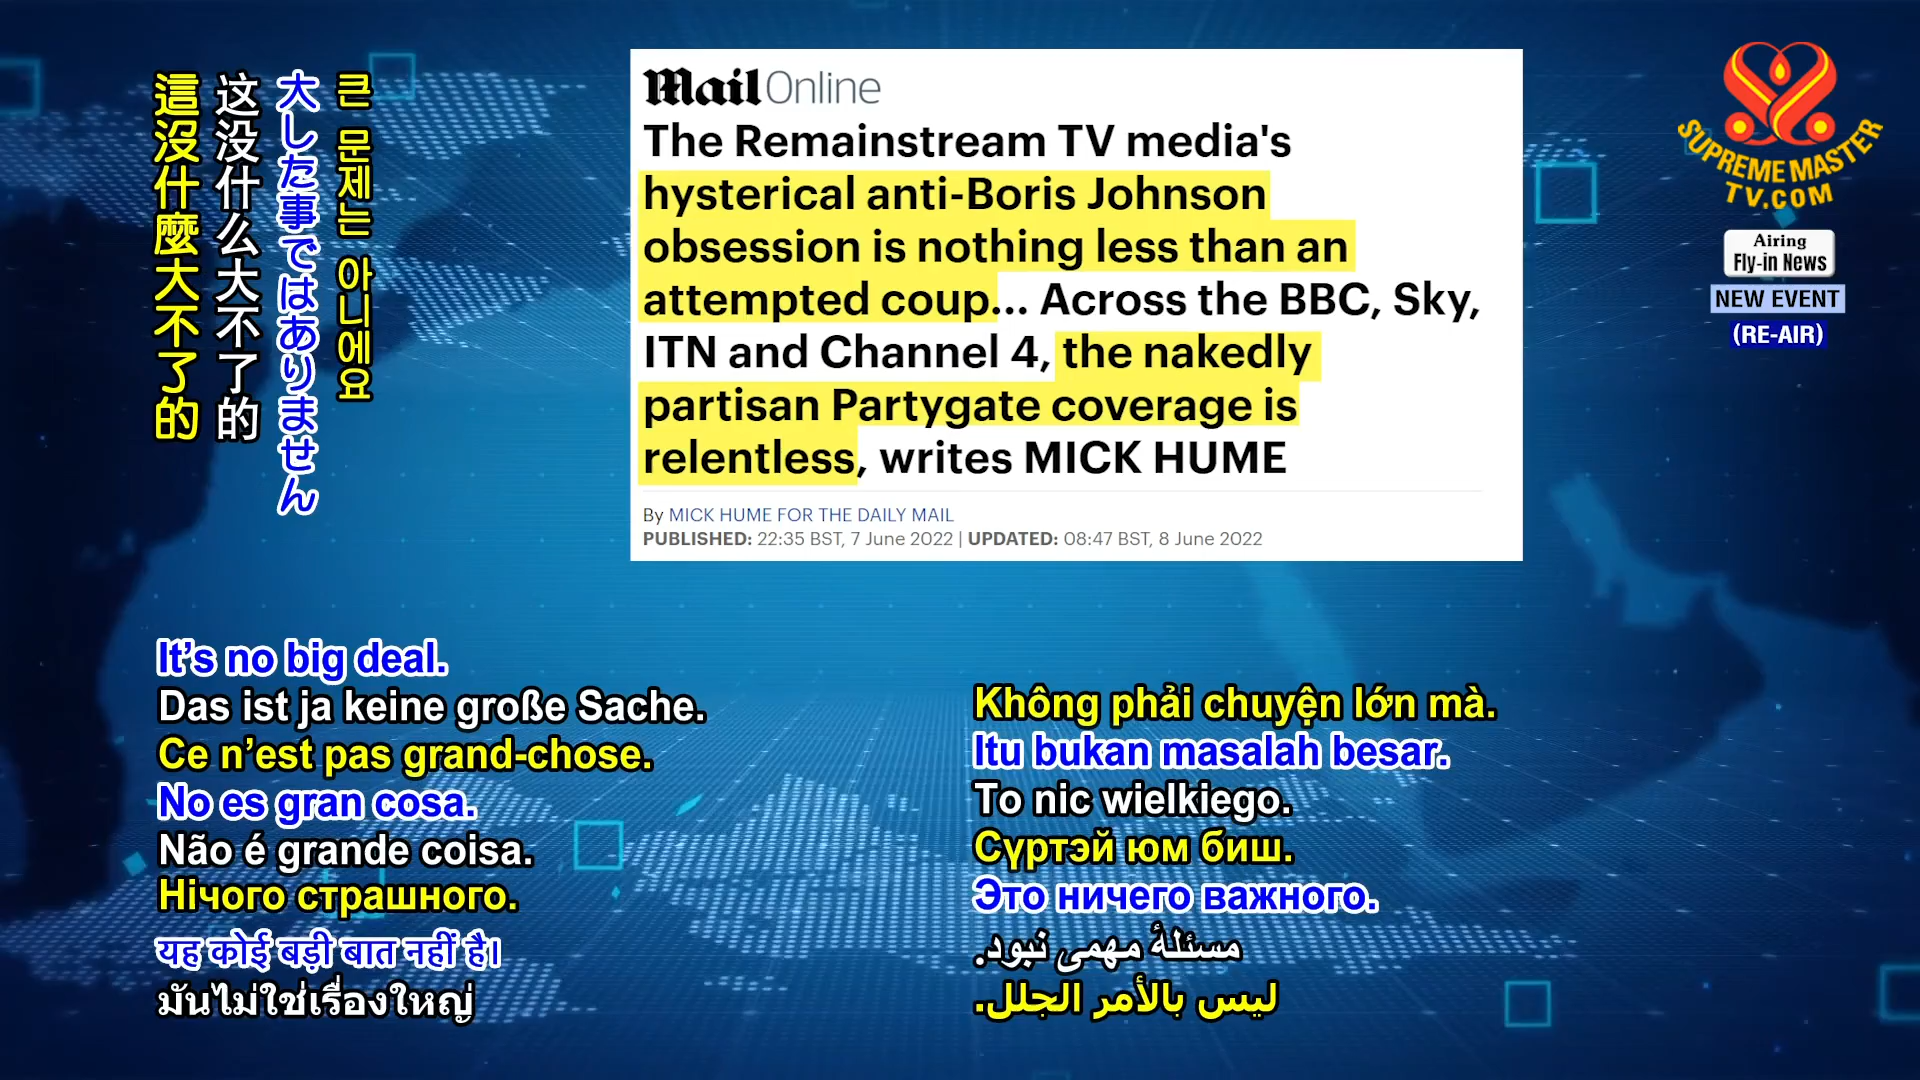 큰 문제는 아니에요
大した事ではありません
这没什么大不了的
這沒什麼大不了的
Mail Online
The Remainstream TV media's
hysterical anti-Boris Johnson
obsession is nothing less than an
attempted coup... Across the BBC, Sky,
ITN and Channel 4, the nakedly
partisan Partygate coverage is
relentless, writes MICK HUME
By MICK HUME FOR THE DAILY MAIL
PUBLISHED: 22:35 BST, 7 June 2022 | UPDATED: 08:47 BST, 8 June 2022
SUPREME MASTER
TV.COM
Airing
Fly-in News
NEW EVENT
(RE-AIR)
It’s no big deal.
Das ist ja keine große Sache.
Ce n’est pas grand-chose.
No es gran cosa.
Não é grande coisa.
Нічого страшного.
यह कोई बड़ी बात नहीं है।
มันไม่ใช่เรื่องใหญ่
Không phải chuyện lớn mà.
Itu bukan masalah besar.
To nic wielkiego.
Сүртэй юм биш.
Это ничего важного.
مسئلهٔ مهمی نبود.
ليس بالأمر الجلل.